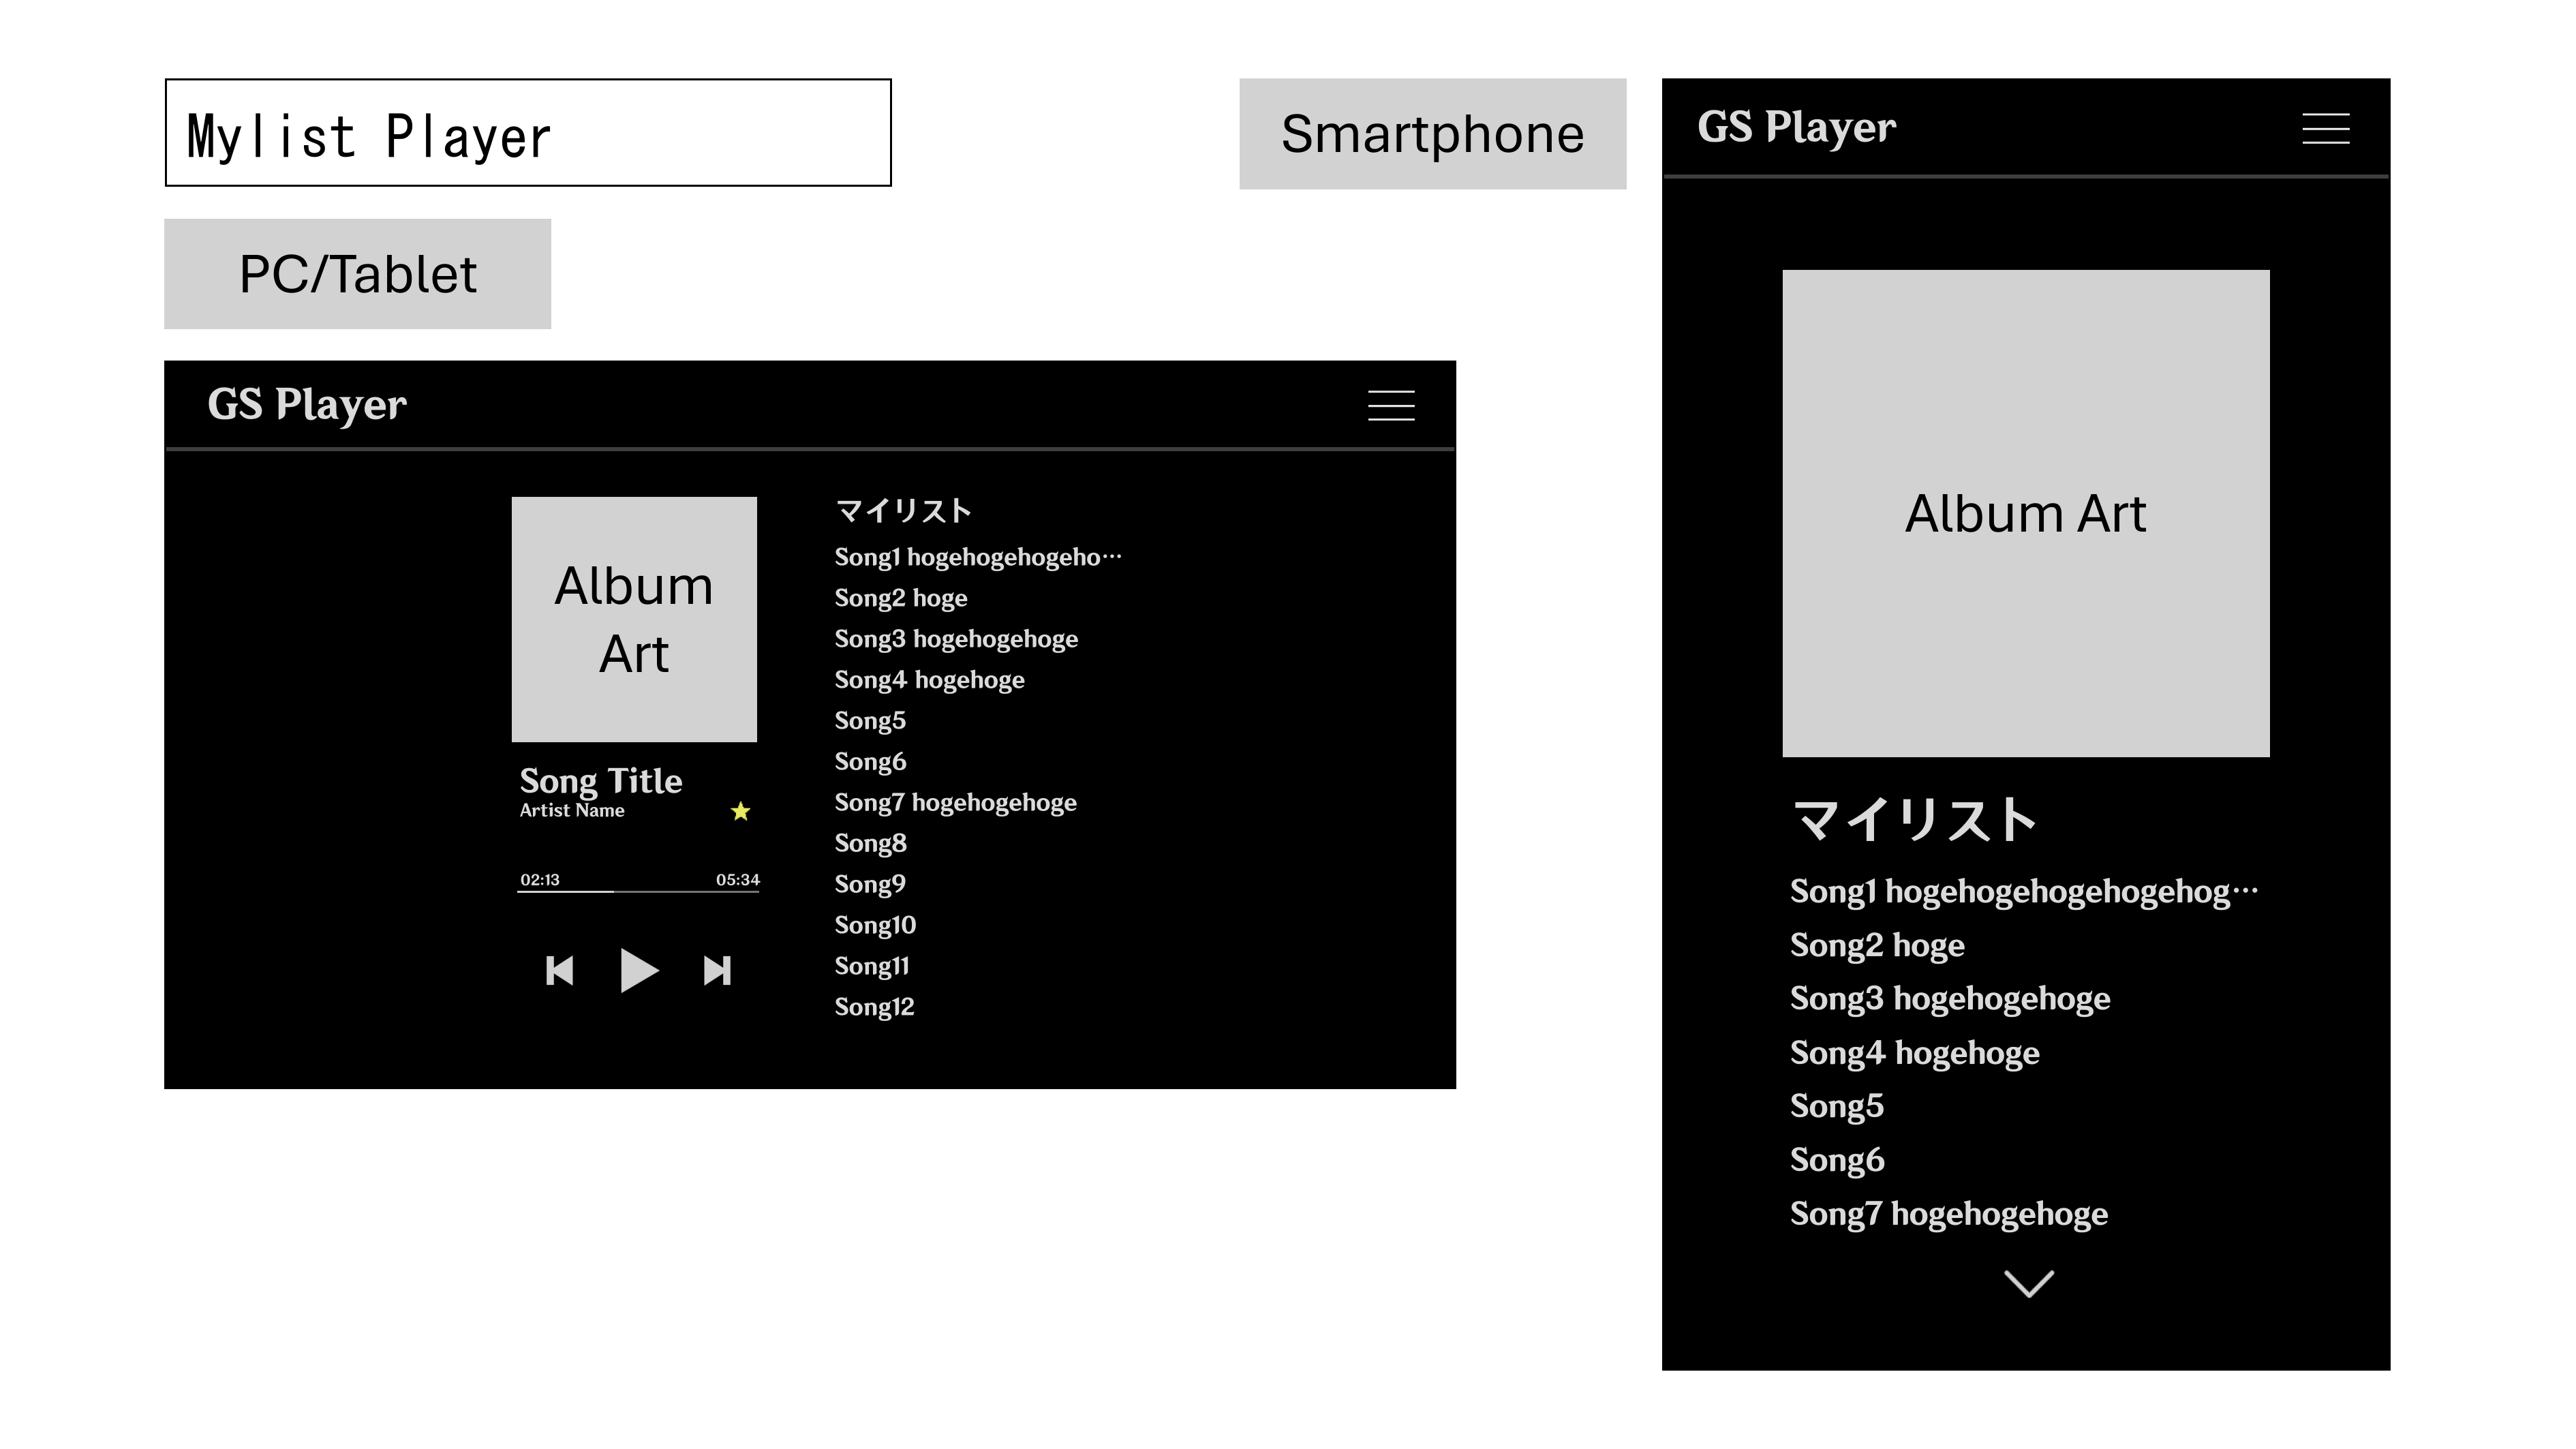 Mylist Player
PC/Tablet
GS Player
Album
Art
Song Title
Artist Name
02:13
05:34
マイリスト
Song1 hogehogehogeho…
Song2 hoge
Song3 hogehogehoge
Song4 hogehoge
Song5
Song6
Song7 hogehogehoge
Song8
Song9
Song10
Song11
Song12
Smartphone
GS Player
Album Art
マイリスト
Song1 hogehogehogehogehog…
Song2 hoge
Song3 hogehogehoge
Song4 hogehoge
Song5
Song6
Song7 hogehogehoge